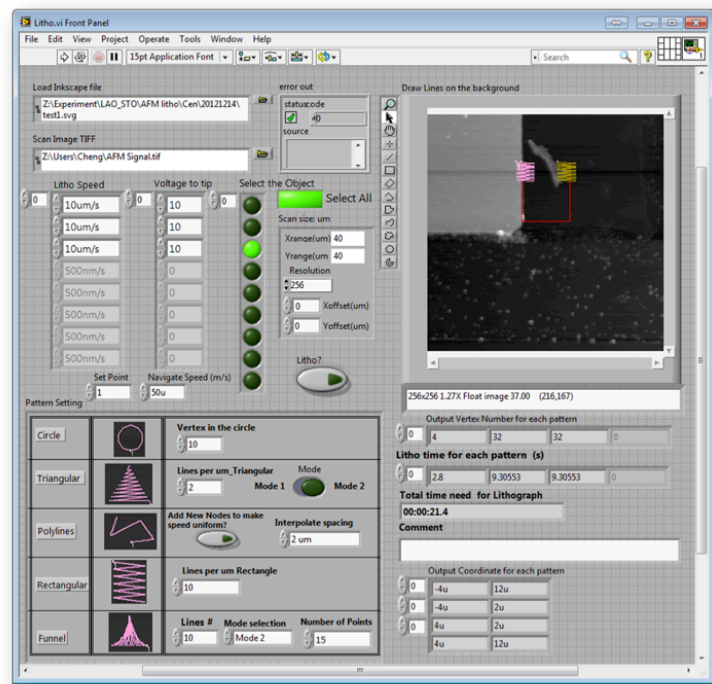 Litho.vi Front Panel
File Edit View Project Operate Tools Window Help
15pt Application Font
Search
Load Inkscape file
Z:\Experiment\LAO_STO\AFM litho\Cen\20121214\
test1.svg
Scan Image TIFF
Z:\Users\Cheng\AFM Signal.tif
error out
status code
0
source
Litho Speed
0
10um/s
10um/s
10um/s
500nm/s
500nm/s
500nm/s
500nm/s
500nm/s
Voltage to tip
0
10
10
10
0
0
0
0
0
Select the Object
0
Select All
Scan size: um
Xrange(um) 40
Yrange(um) 40
Resolution
256
0 Xoffset(um)
0 Yoffset(um)
Litho?
Set Point
1
Navigate Speed (m/s)
50u
Draw Lines on the background
256x256 1.27X Float image 37.00 (216,167)
Pattern Setting
Circle
Vertex in the circle
10
Triangular
Lines per um_Triangular
2
Mode
Mode 1 Mode 2
Polylines
Add New Nodes to make
speed uniform?
Interpolate spacing
2 um
Rectangular
Lines per um Rectangle
10
Funnel
Lines # Mode selection Number of Points
10 Mode 2 15
Output Vertex Number for each pattern
0 4 32 32 0
Litho time for each pattern (s)
0 2.8 9.30553 9.30553 0
Total time need for Lithograph
00:00:21.4
Comment
Output Coordinate for each pattern
0 -4u 12u
0 -4u 2u
0 4u 2u
4u 12u